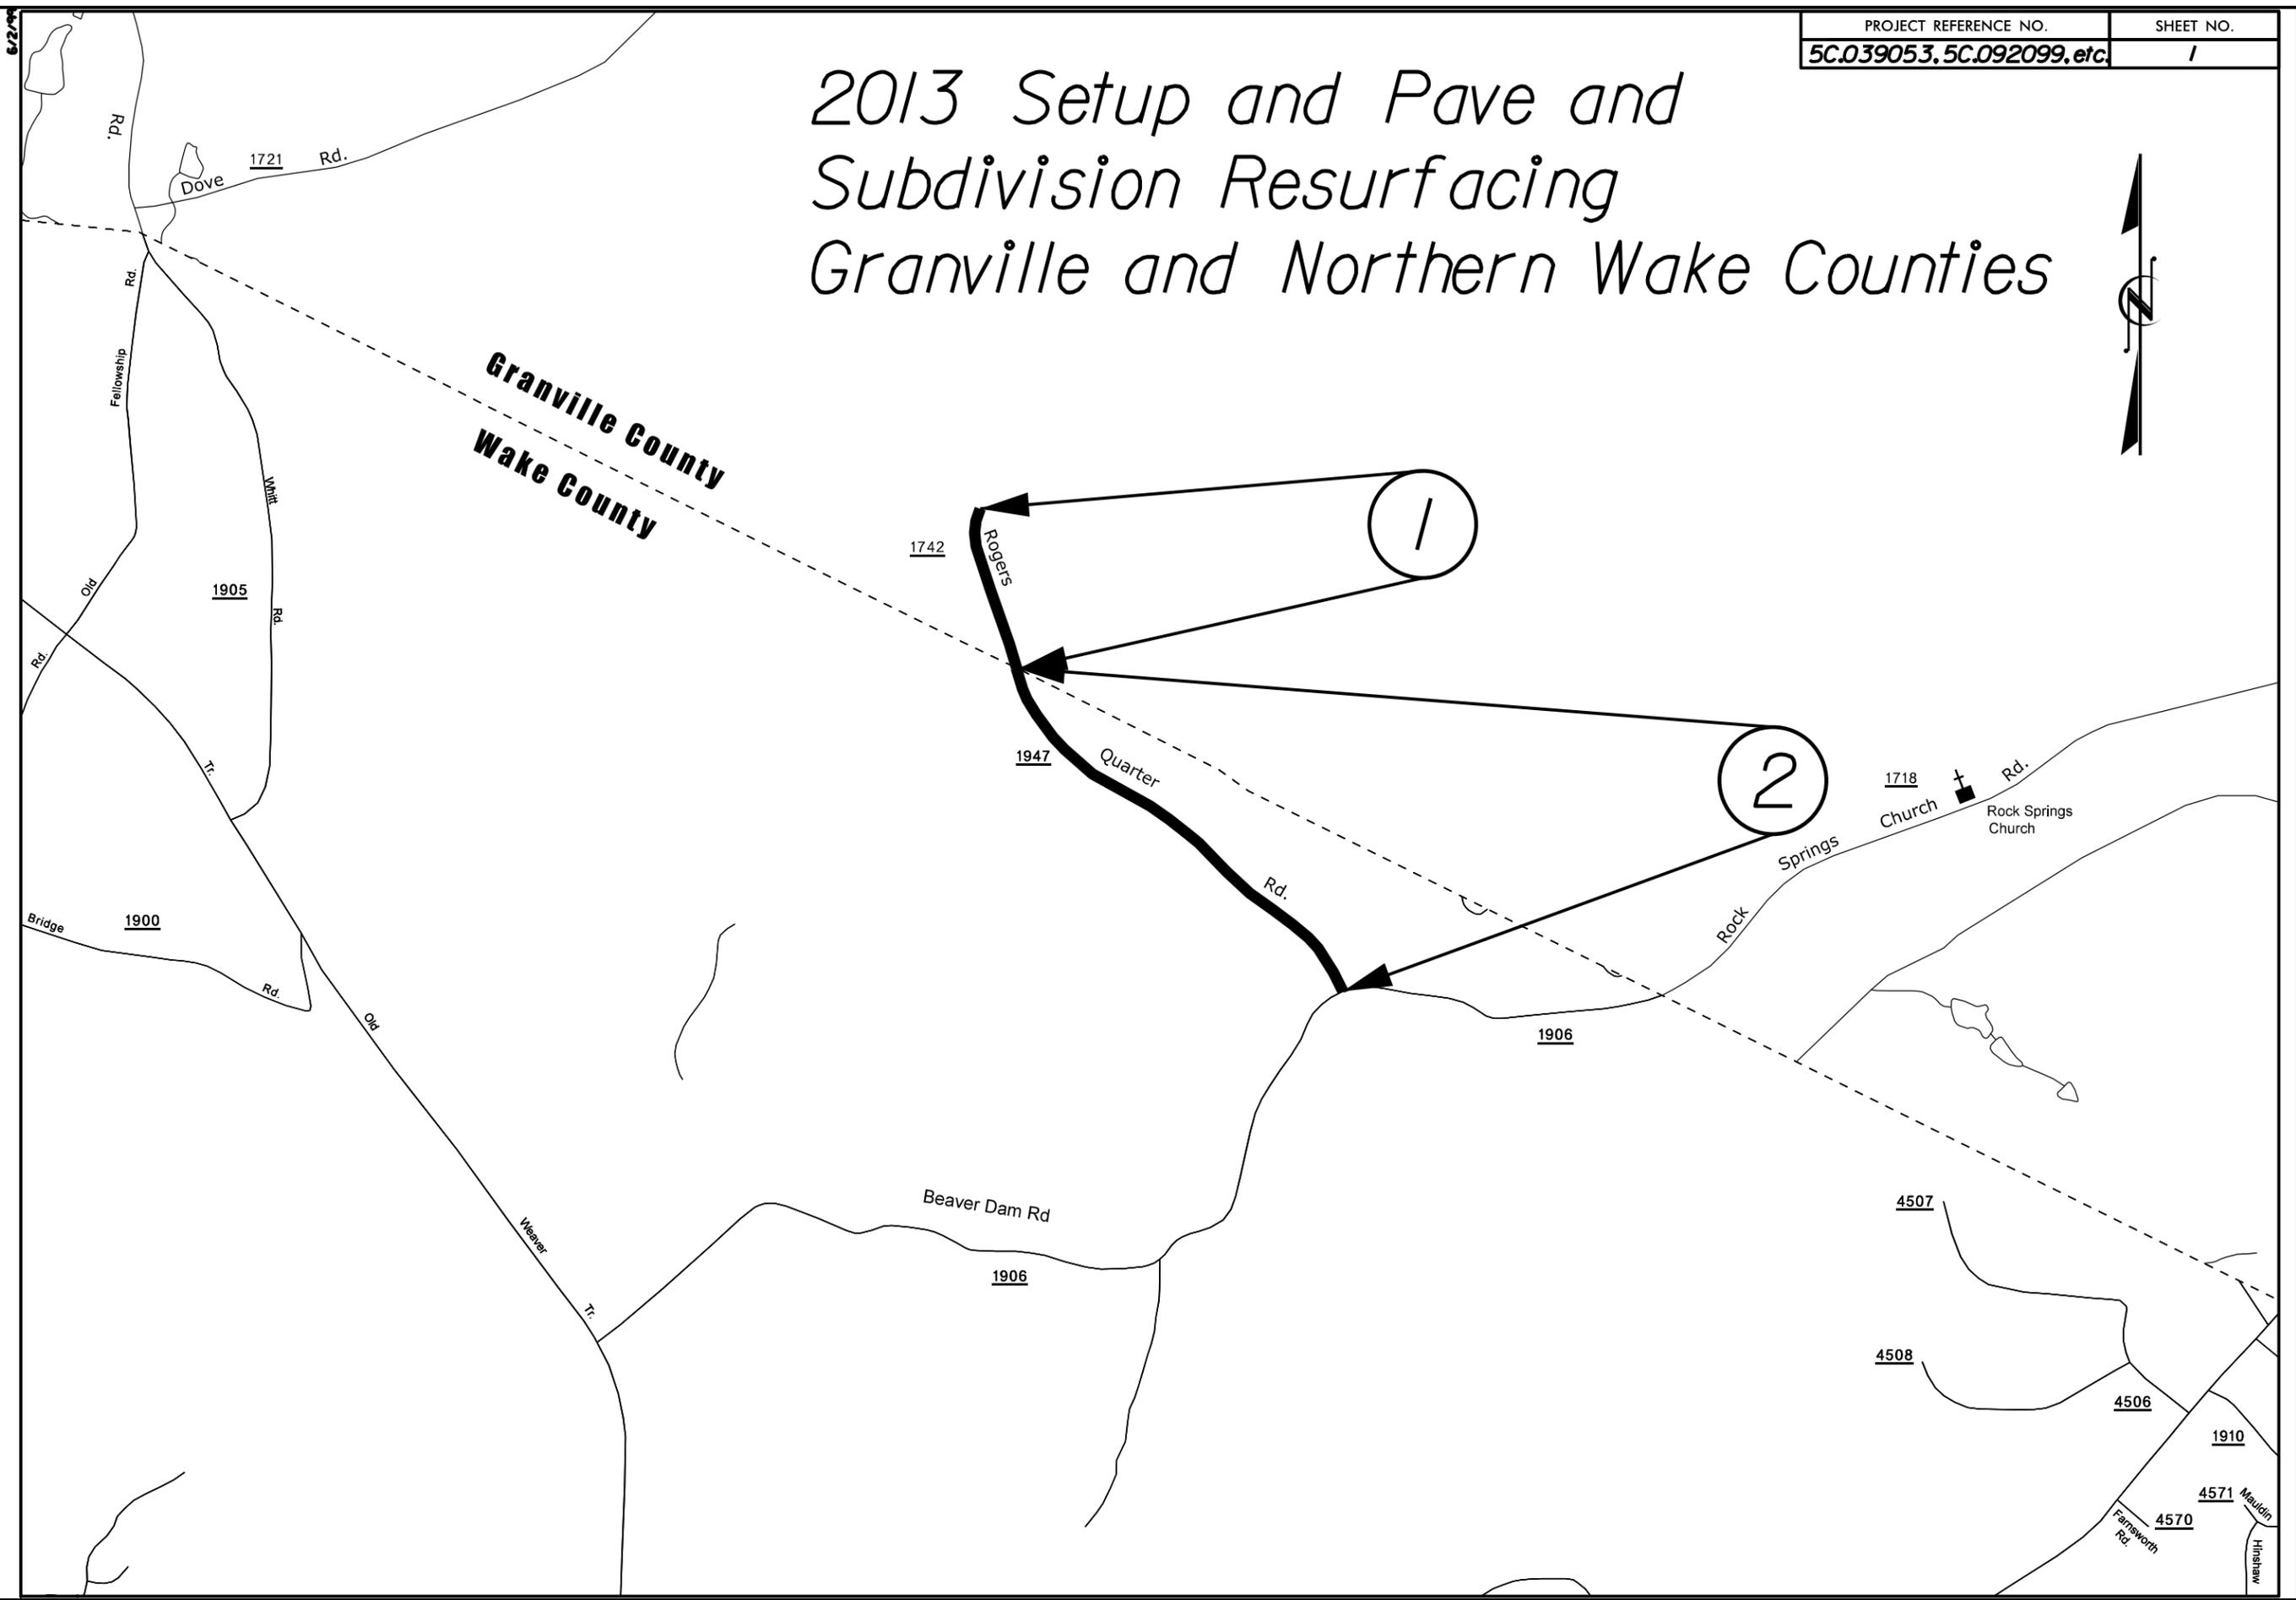 6/2/99
PROJECT REFERENCE NO.
SHEET NO.
5C.039053, 5C.092099, etc.
1
2013 Setup and Pave and
Subdivision Resurfacing
Granville and Northern Wake Counties
N
Rd.
1721
Rd.
Dove
Rd.
Fellowship
Granville County
Wake County
Whitt
1
1742
Rogers
Old
1905
Rd.
Rd.
1947
Quarter
Tr.
2
1718
Rd.
Church
Rock Springs
Church
Springs
Rd.
Rock
Bridge
1900
Rd.
Old
1906
Beaver Dam Rd
Weaver
1906
Tr.
4507
4508
4506
1910
4571
Mauldin
4570
Farnsworth
Rd.
Hinshaw